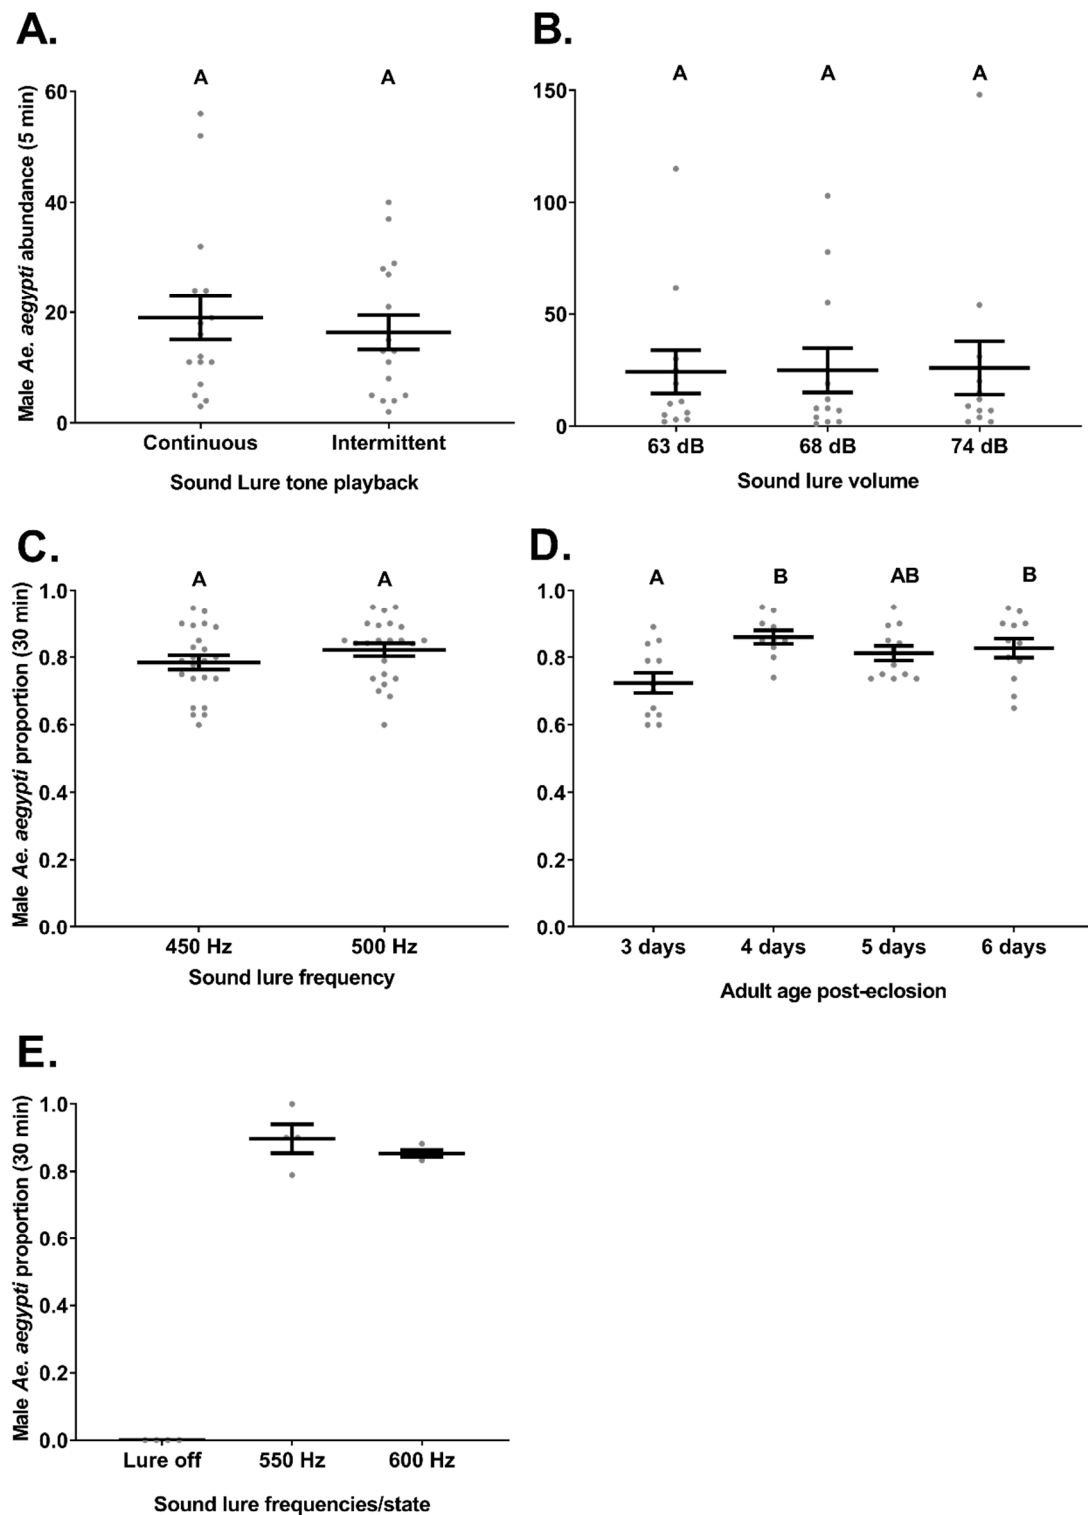 A.
Male Ae. aegypti abundance (5 min)
60
40
20
0
A
A
Continuous
Intermittent
Sound Lure tone playback
B.
150
100
50
0
A
A
A
63 dB
68 dB
74 dB
Sound lure volume
C.
Male Ae. aegypti proportion (30 min)
1.0
0.8
0.6
0.4
0.2
0.0
A
A
450 Hz
500 Hz
Sound lure frequency
D.
1.0
0.8
0.6
0.4
0.2
0.0
A
B
AB
B
3 days
4 days
5 days
6 days
Adult age post-eclosion
E.
Male Ae. aegypti proportion (30 min)
1.0
0.8
0.6
0.4
0.2
0.0
Lure off
550 Hz
600 Hz
Sound lure frequencies/state